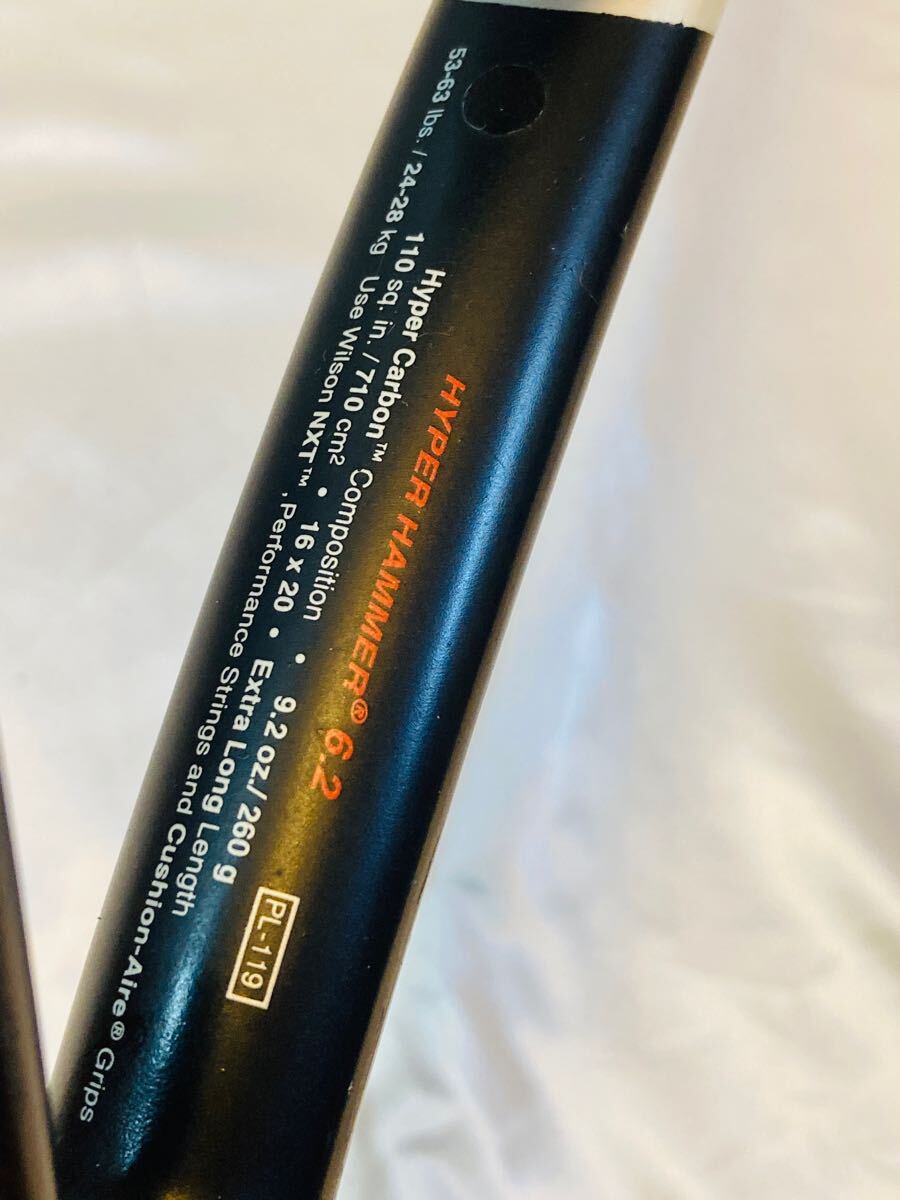 HYPER HAMMER® 6.2
Hyper Carbon™ Composition • 9.2 oz./ 260 g
110 sq. in. / 710 cm2 • 16 x 20 • Extra Long Length
53-63 lbs. / 24-28 kg Use Wilson NXT™, Performance Strings and Cushion-Aire® Grips
PL-119